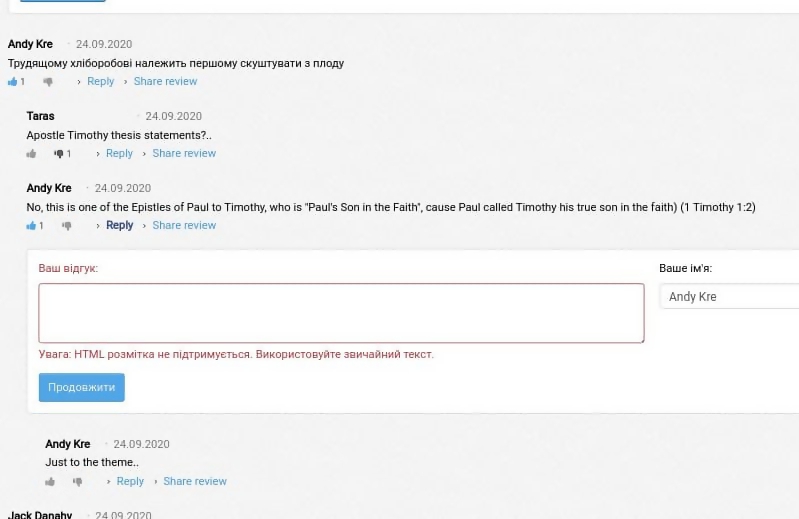 Andy Kre · 24.09.2020
Трудящому хліборобові належить першому скуштувати з плоду
1 › Reply › Share review
Taras · 24.09.2020
Apostle Timothy thesis statements?..
1 › Reply › Share review
Andy Kre · 24.09.2020
No, this is one of the Epistles of Paul to Timothy, who is "Paul's Son in the Faith", cause Paul called Timothy his true son in the faith) (1 Timothy 1:2)
1 › Reply › Share review
Ваш відгук: Ваше ім'я:
Andy Kre
Увага: HTML розмітка не підтримується. Використовуйте звичайний текст.
Продовжити
Andy Kre · 24.09.2020
Just to the theme..
› Reply › Share review
Jack Danahy · 24.09.2020